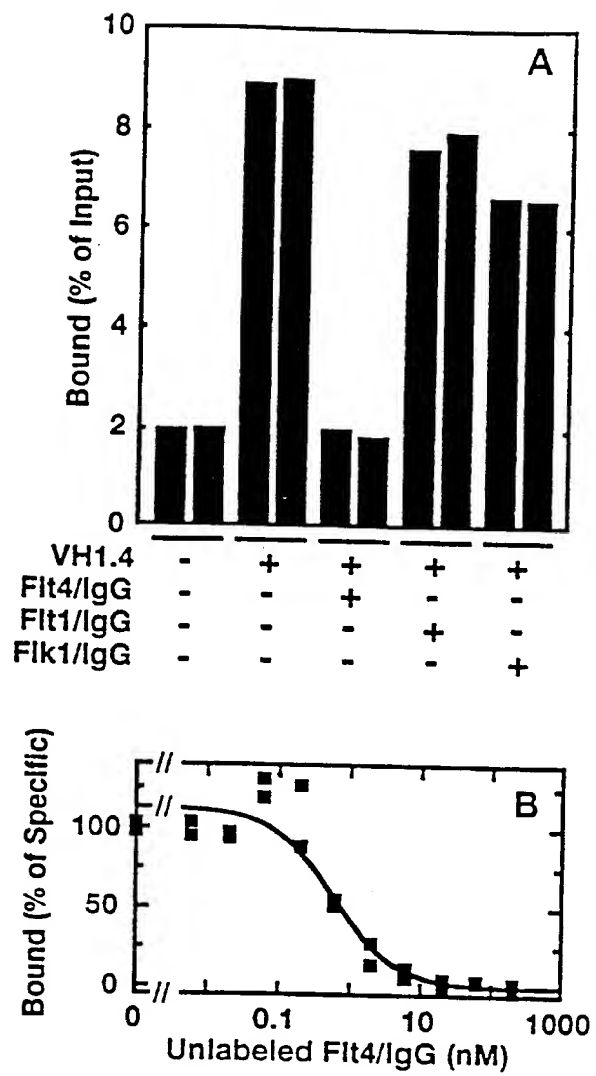 A
10
8
6
4
2
0
Bound (% of Input)
VH1.4 - + + + +
Flt4/IgG - - + - -
Flt1/IgG - - - + -
Flk1/IgG - - - - +
B
100
50
0
Bound (% of Specific)
0 0.1 10 1000
Unlabeled Flt4/IgG (nM)